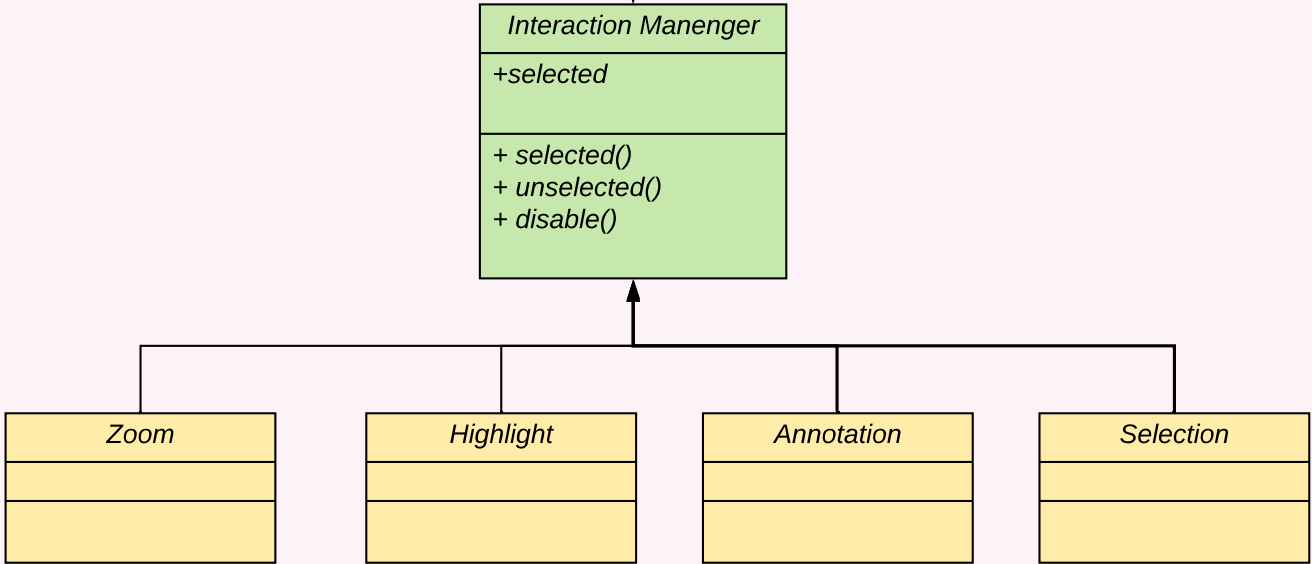 Interaction Manenger
+selected
+ selected()
+ unselected()
+ disable()
Zoom
Highlight
Annotation
Selection